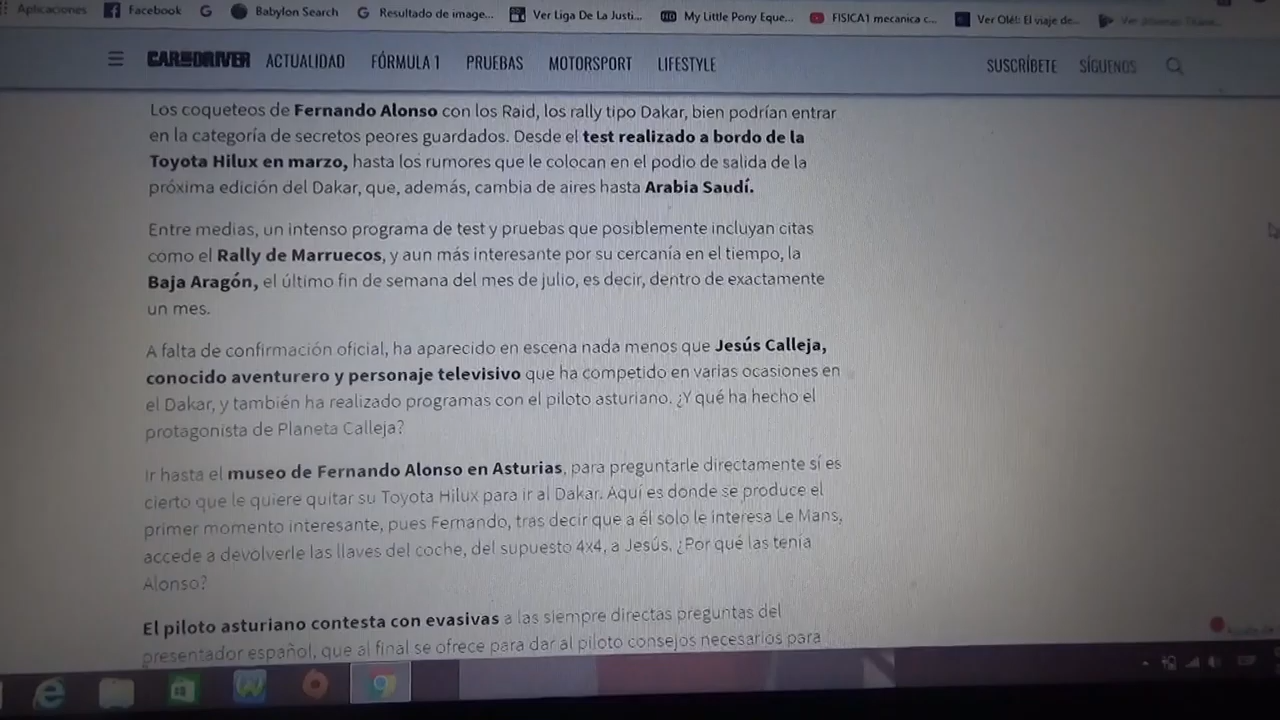 Aplicaciones Facebook Babylon Search Resultado de image... Ver Liga De La Justi... My Little Pony Eque... FISICA1 mecanica c... Ver Olé!: El viaje de...
CAR AND DRIVER ACTUALIDAD FÓRMULA 1 PRUEBAS MOTORSPORT LIFESTYLE SUSCRÍBETE SÍGUENOS
Los coqueteos de Fernando Alonso con los Raid, los rally tipo Dakar, bien podrían entrar
en la categoría de secretos peores guardados. Desde el test realizado a bordo de la
Toyota Hilux en marzo, hasta los rumores que le colocan en el podio de salida de la
próxima edición del Dakar, que, además, cambia de aires hasta Arabia Saudí.
Entre medias, un intenso programa de test y pruebas que posiblemente incluyan citas
como el Rally de Marruecos, y aun más interesante por su cercanía en el tiempo, la
Baja Aragón, el último fin de semana del mes de julio, es decir, dentro de exactamente
un mes.
A falta de confirmación oficial, ha aparecido en escena nada menos que Jesús Calleja,
conocido aventurero y personaje televisivo que ha competido en varias ocasiones en
el Dakar, y también ha realizado programas con el piloto asturiano. ¿Y qué ha hecho el
protagonista de Planeta Calleja?
Ir hasta el museo de Fernando Alonso en Asturias, para preguntarle directamente si es
cierto que le quiere quitar su Toyota Hilux para ir al Dakar. Aquí es donde se produce el
primer momento interesante, pues Fernando, tras decir que a él solo le interesa Le Mans,
accede a devolverle las llaves del coche, del supuesto 4x4, a Jesús. ¿Por qué las tenía
Alonso?
El piloto asturiano contesta con evasivas a las siempre directas preguntas del
presentador español, que al final se ofrece para dar al piloto consejos necesarios para